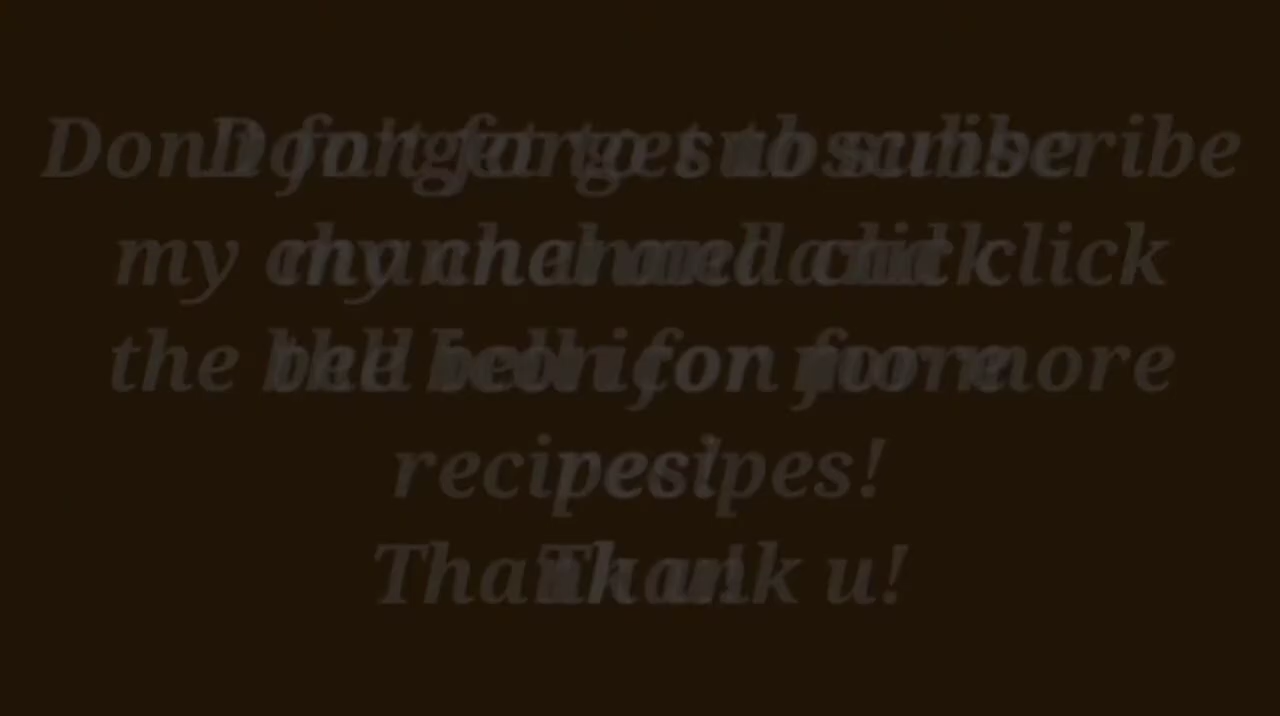 Don't forget to subscribe
my channel and click
the bell icon for more
recipes!
Thank u!